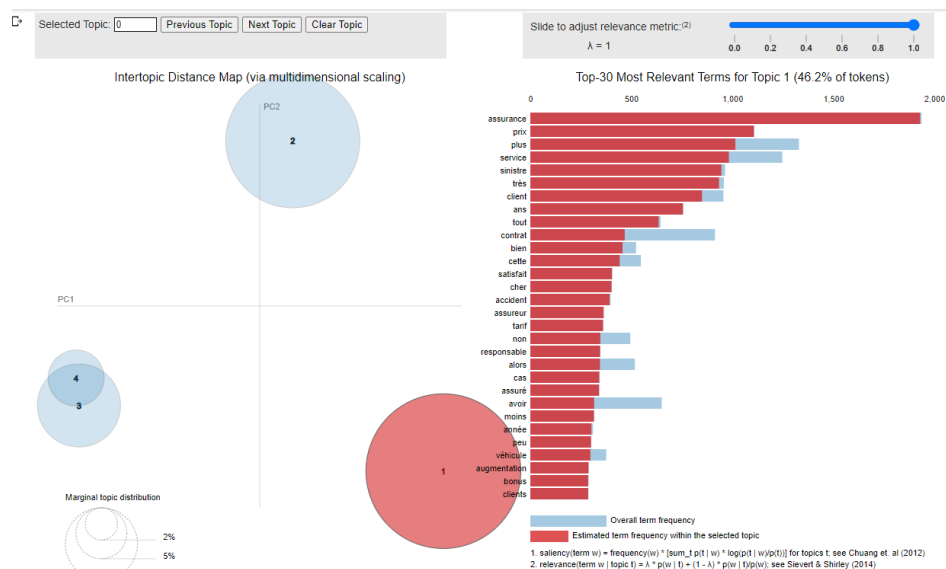 Selected Topic: 0 Previous Topic Next Topic Clear Topic
Slide to adjust relevance metric:(2)
λ = 1
0.0 0.2 0.4 0.6 0.8 1.0
Intertopic Distance Map (via multidimensional scaling)
PC2
PC1
2
4
3
1
Marginal topic distribution
2%
5%
Top-30 Most Relevant Terms for Topic 1 (46.2% of tokens)
0 500 1,000 1,500 2,000
assurance
prix
plus
service
sinistre
très
client
ans
tout
contrat
bien
cette
satisfait
cher
accident
assureur
tarif
non
responsable
alors
cas
assuré
avoir
moins
année
peu
véhicule
augmentation
bonus
clients
Overall term frequency
Estimated term frequency within the selected topic
1. saliency(term w) = frequency(w) * [sum_t p(t | w) * log(p(t | w)/p(t))] for topics t; see Chuang et. al (2012)
2. relevance(term w | topic t) = λ * p(w | t) + (1 - λ) * p(w | t)/p(w); see Sievert & Shirley (2014)